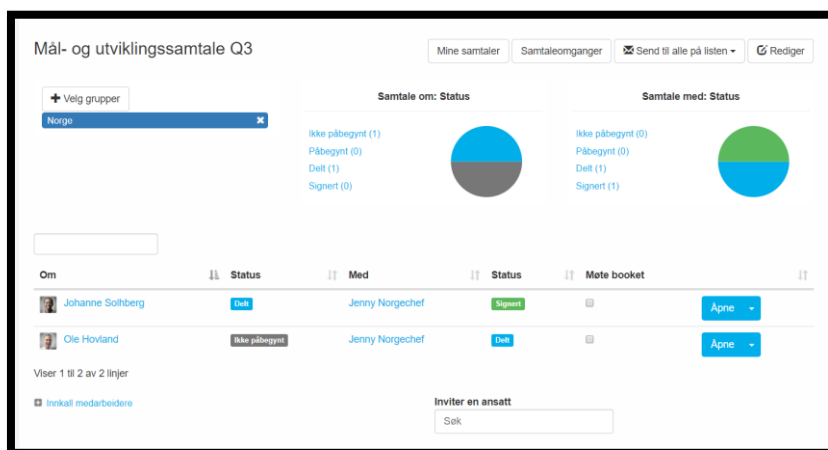 Mål- og utviklingssamtale Q3
Mine samtaler
Samtaleomganger
Send til alle på listen
Rediger
Velg grupper
Norge
Samtale om: Status
Ikke påbegynt (1)
Påbegynt (0)
Delt (1)
Signert (0)
Samtale med: Status
Ikke påbegynt (0)
Påbegynt (0)
Delt (1)
Signert (1)
Om Status Med Status Møte booket
Johanne Solhberg Delt Jenny Norgechef Signert Åpne
Ole Hovland Ikke påbegynt Jenny Norgechef Delt Åpne
Viser 1 til 2 av 2 linjer
Innkall medarbeidere
Inviter en ansatt
Søk